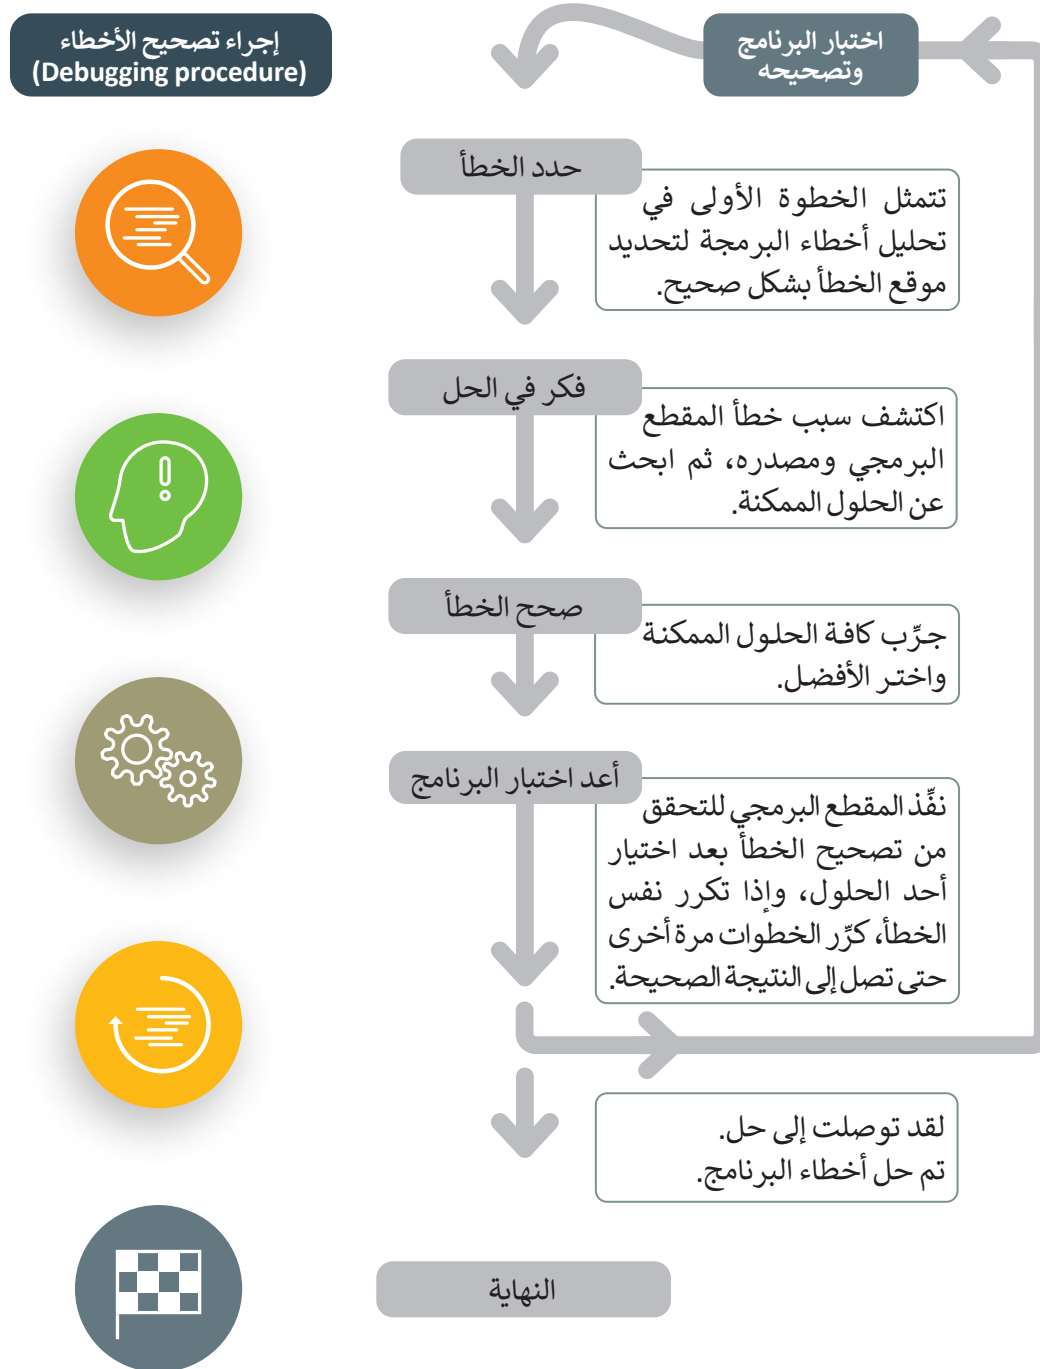 إجراء تصحيح الأخطاء
(Debugging procedure)
اختبار البرنامج
وتصحيحه
حدد الخطأ
تتمثل الخطوة الأولى في
تحليل أخطاء البرمجة لتحديد
موقع الخطأ بشكل صحيح.
فكر في الحل
اكتشف سبب خطأ المقطع
البرمجي ومصدره، ثم ابحث
عن الحلول الممكنة.
صحح الخطأ
جرِّب كافة الحلول الممكنة
واختر الأفضل.
أعد اختبار البرنامج
نفِّذ المقطع البرمجي للتحقق
من تصحيح الخطأ بعد اختيار
أحد الحلول، وإذا تكرر نفس
الخطأ، كرِّر الخطوات مرة أخرى
حتى تصل إلى النتيجة الصحيحة.
لقد توصلت إلى حل.
تم حل أخطاء البرنامج.
النهاية